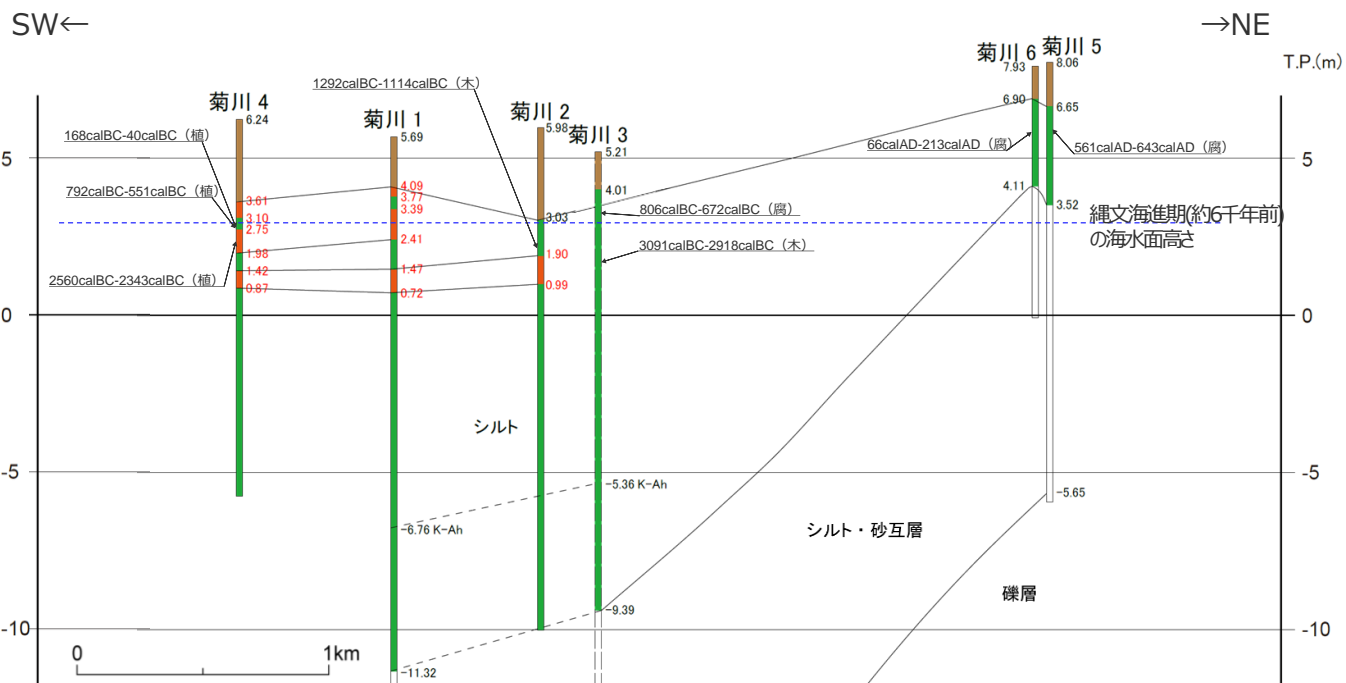 SW←
→NE
T.P.(m)
菊川 4
6.24
168calBC-40calBC（植）
792calBC-551calBC（植）
2560calBC-2343calBC（植）
3.61
3.10
2.75
1.98
1.42
0.87
1292calBC-1114calBC（木）
菊川 1
5.69
4.09
3.77
3.39
2.41
1.47
0.72
-6.76 K-Ah
-11.32
菊川 2
5.98
3.03
1.90
0.99
菊川 3
5.21
4.01
806calBC-672calBC（腐）
3091calBC-2918calBC（木）
-5.36 K-Ah
-9.39
菊川 6
7.93
6.90
66calAD-213calAD（腐）
4.11
菊川 5
8.06
6.65
561calAD-643calAD（腐）
3.52
-5.65
縄文海進期(約6千年前)
の海水面高さ
シルト
シルト・砂互層
礫層
5
0
-5
-10
5
0
-5
-10
0
1km